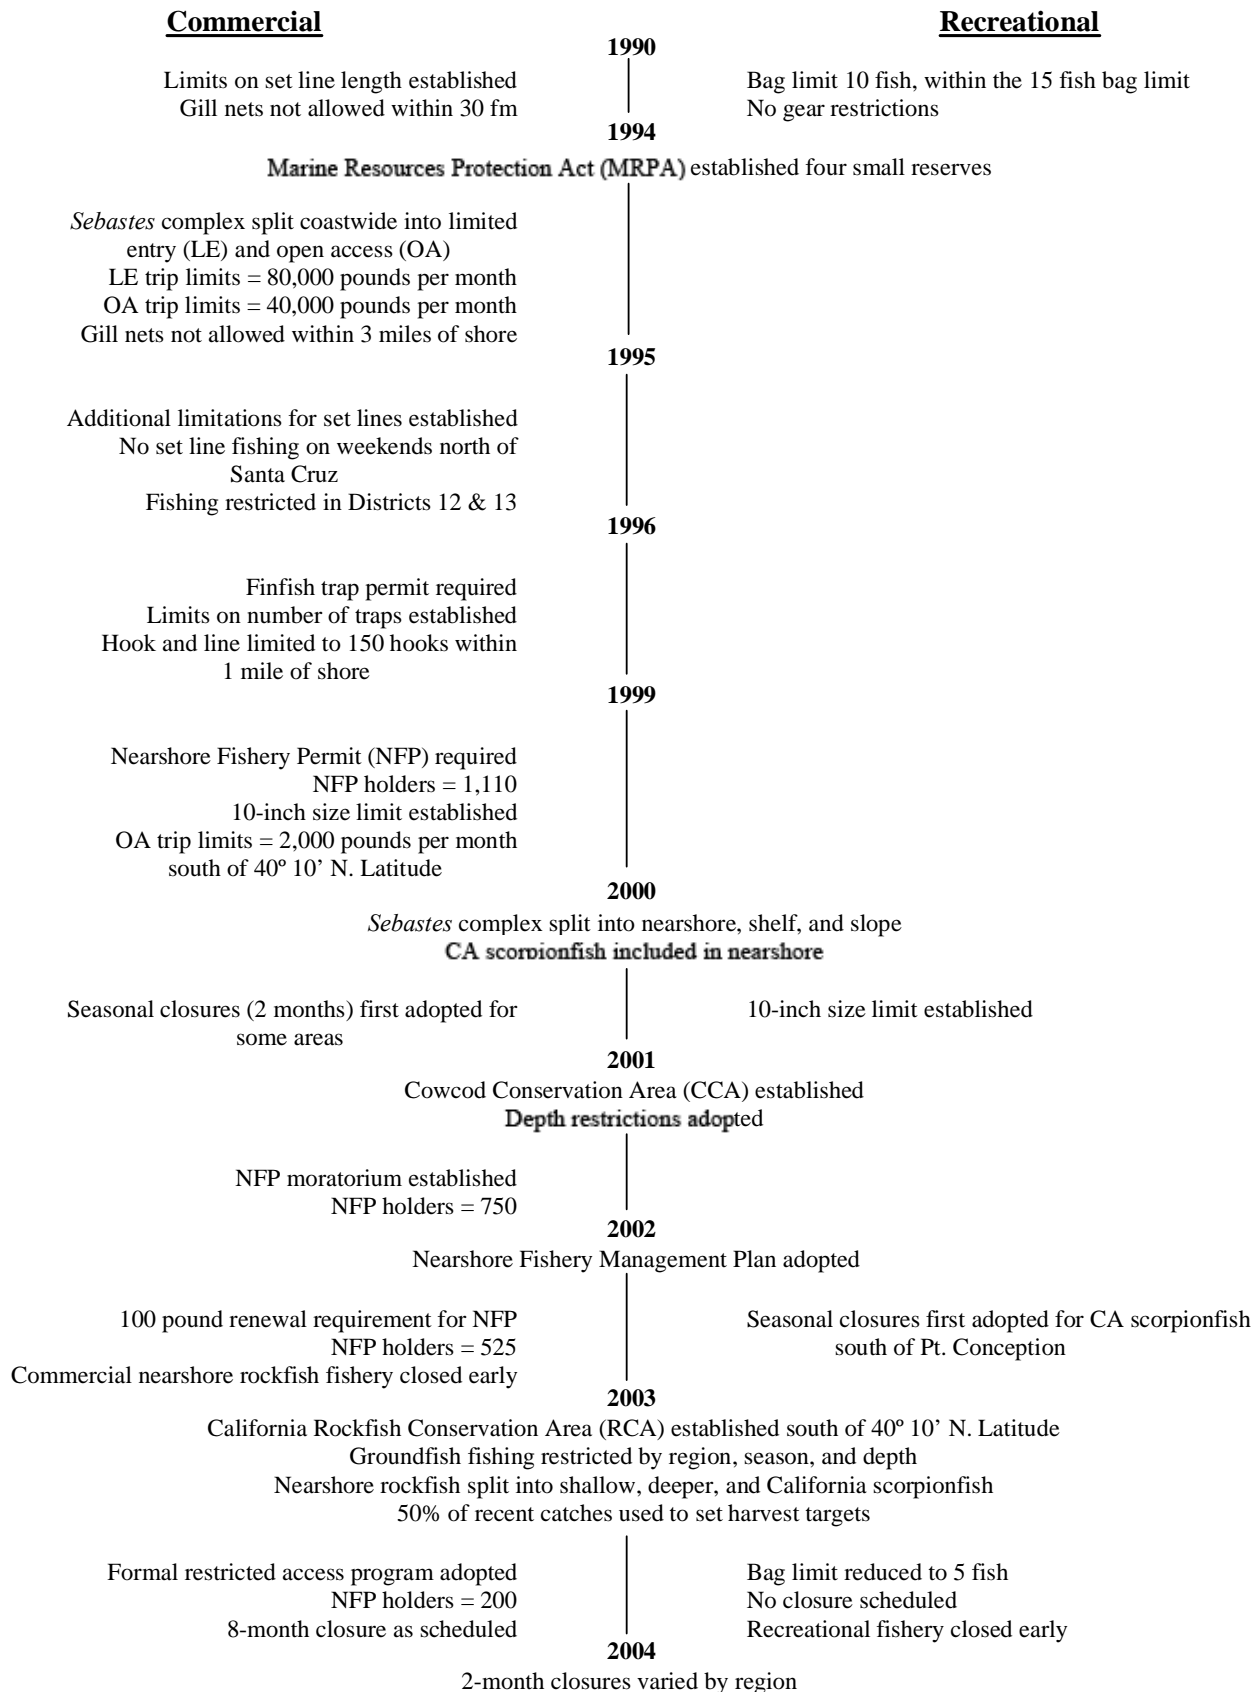 Commercial
Recreational
1990
Limits on set line length established
Gill nets not allowed within 30 fm
Bag limit 10 fish, within the 15 fish bag limit
No gear restrictions
1994
Marine Resources Protection Act (MRPA) established four small reserves
Sebastes complex split coastwide into limited
entry (LE) and open access (OA)
LE trip limits = 80,000 pounds per month
OA trip limits = 40,000 pounds per month
Gill nets not allowed within 3 miles of shore
1995
Additional limitations for set lines established
No set line fishing on weekends north of
Santa Cruz
Fishing restricted in Districts 12 & 13
1996
Finfish trap permit required
Limits on number of traps established
Hook and line limited to 150 hooks within
1 mile of shore
1999
Nearshore Fishery Permit (NFP) required
NFP holders = 1,110
10-inch size limit established
OA trip limits = 2,000 pounds per month
south of 40º 10’ N. Latitude
2000
Sebastes complex split into nearshore, shelf, and slope
CA scorpionfish included in nearshore
Seasonal closures (2 months) first adopted for
some areas
10-inch size limit established
2001
Cowcod Conservation Area (CCA) established
Depth restrictions adopted
NFP moratorium established
NFP holders = 750
2002
Nearshore Fishery Management Plan adopted
100 pound renewal requirement for NFP
NFP holders = 525
Commercial nearshore rockfish fishery closed early
Seasonal closures first adopted for CA scorpionfish
south of Pt. Conception
2003
California Rockfish Conservation Area (RCA) established south of 40º 10’ N. Latitude
Groundfish fishing restricted by region, season, and depth
Nearshore rockfish split into shallow, deeper, and California scorpionfish
50% of recent catches used to set harvest targets
Formal restricted access program adopted
NFP holders = 200
8-month closure as scheduled
Bag limit reduced to 5 fish
No closure scheduled
Recreational fishery closed early
2004
2-month closures varied by region